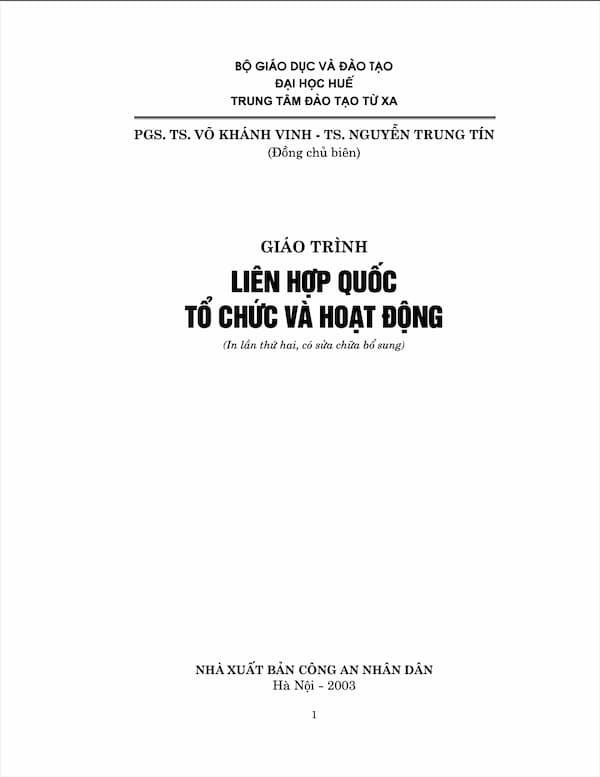 BỘ GIÁO DỤC VÀ ĐÀO TẠO
ĐẠI HỌC HUẾ
TRUNG TÂM ĐÀO TẠO TỪ XA
PGS. TS. VÕ KHÁNH VINH - TS. NGUYỄN TRUNG TÍN
(Đồng chủ biên)
GIÁO TRÌNH
LIÊN HỢP QUỐC
TỔ CHỨC VÀ HOẠT ĐỘNG
(In lần thứ hai, có sửa chữa bổ sung)
NHÀ XUẤT BẢN CÔNG AN NHÂN DÂN
Hà Nội - 2003
1